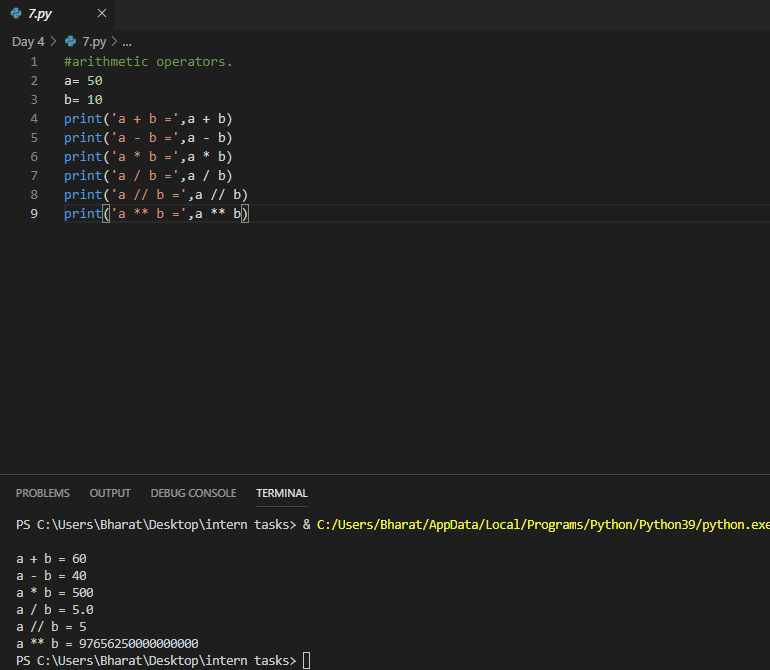 7.py
Day 4 > 7.py > ...
1 #arithmetic operators.
2 a= 50
3 b= 10
4 print('a + b =',a + b)
5 print('a - b =',a - b)
6 print('a * b =',a * b)
7 print('a / b =',a / b)
8 print('a // b =',a // b)
9 print('a ** b =',a ** b)
PROBLEMS OUTPUT DEBUG CONSOLE TERMINAL
PS C:\Users\Bharat\Desktop\intern tasks> & C:/Users/Bharat/AppData/Local/Programs/Python/Python39/python.exe
a + b = 60
a - b = 40
a * b = 500
a / b = 5.0
a // b = 5
a ** b = 97656250000000000
PS C:\Users\Bharat\Desktop\intern tasks>